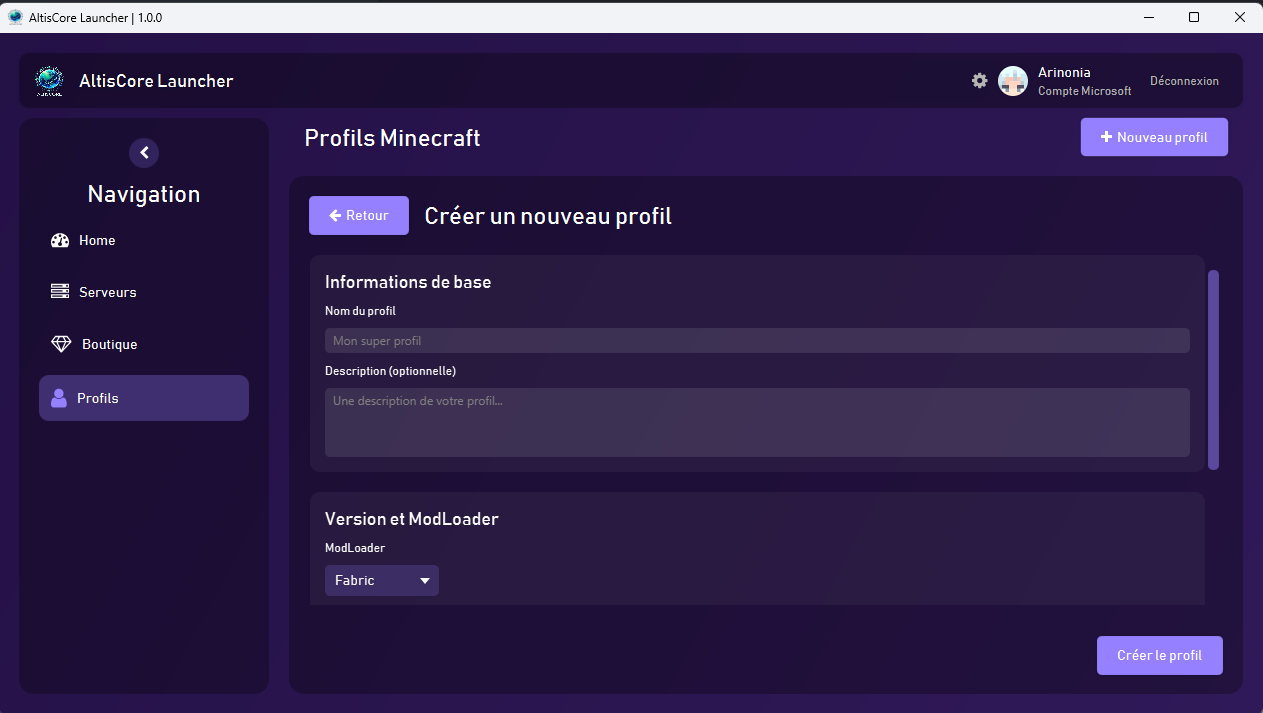 AltisCore Launcher | 1.0.0
AltisCore Launcher
Arinonia
Compte Microsoft
Déconnexion
Navigation
Home
Serveurs
Boutique
Profils
Profils Minecraft
Nouveau profil
Retour
Créer un nouveau profil
Informations de base
Nom du profil
Mon super profil
Description (optionnelle)
Une description de votre profil...
Version et ModLoader
ModLoader
Fabric
Créer le profil